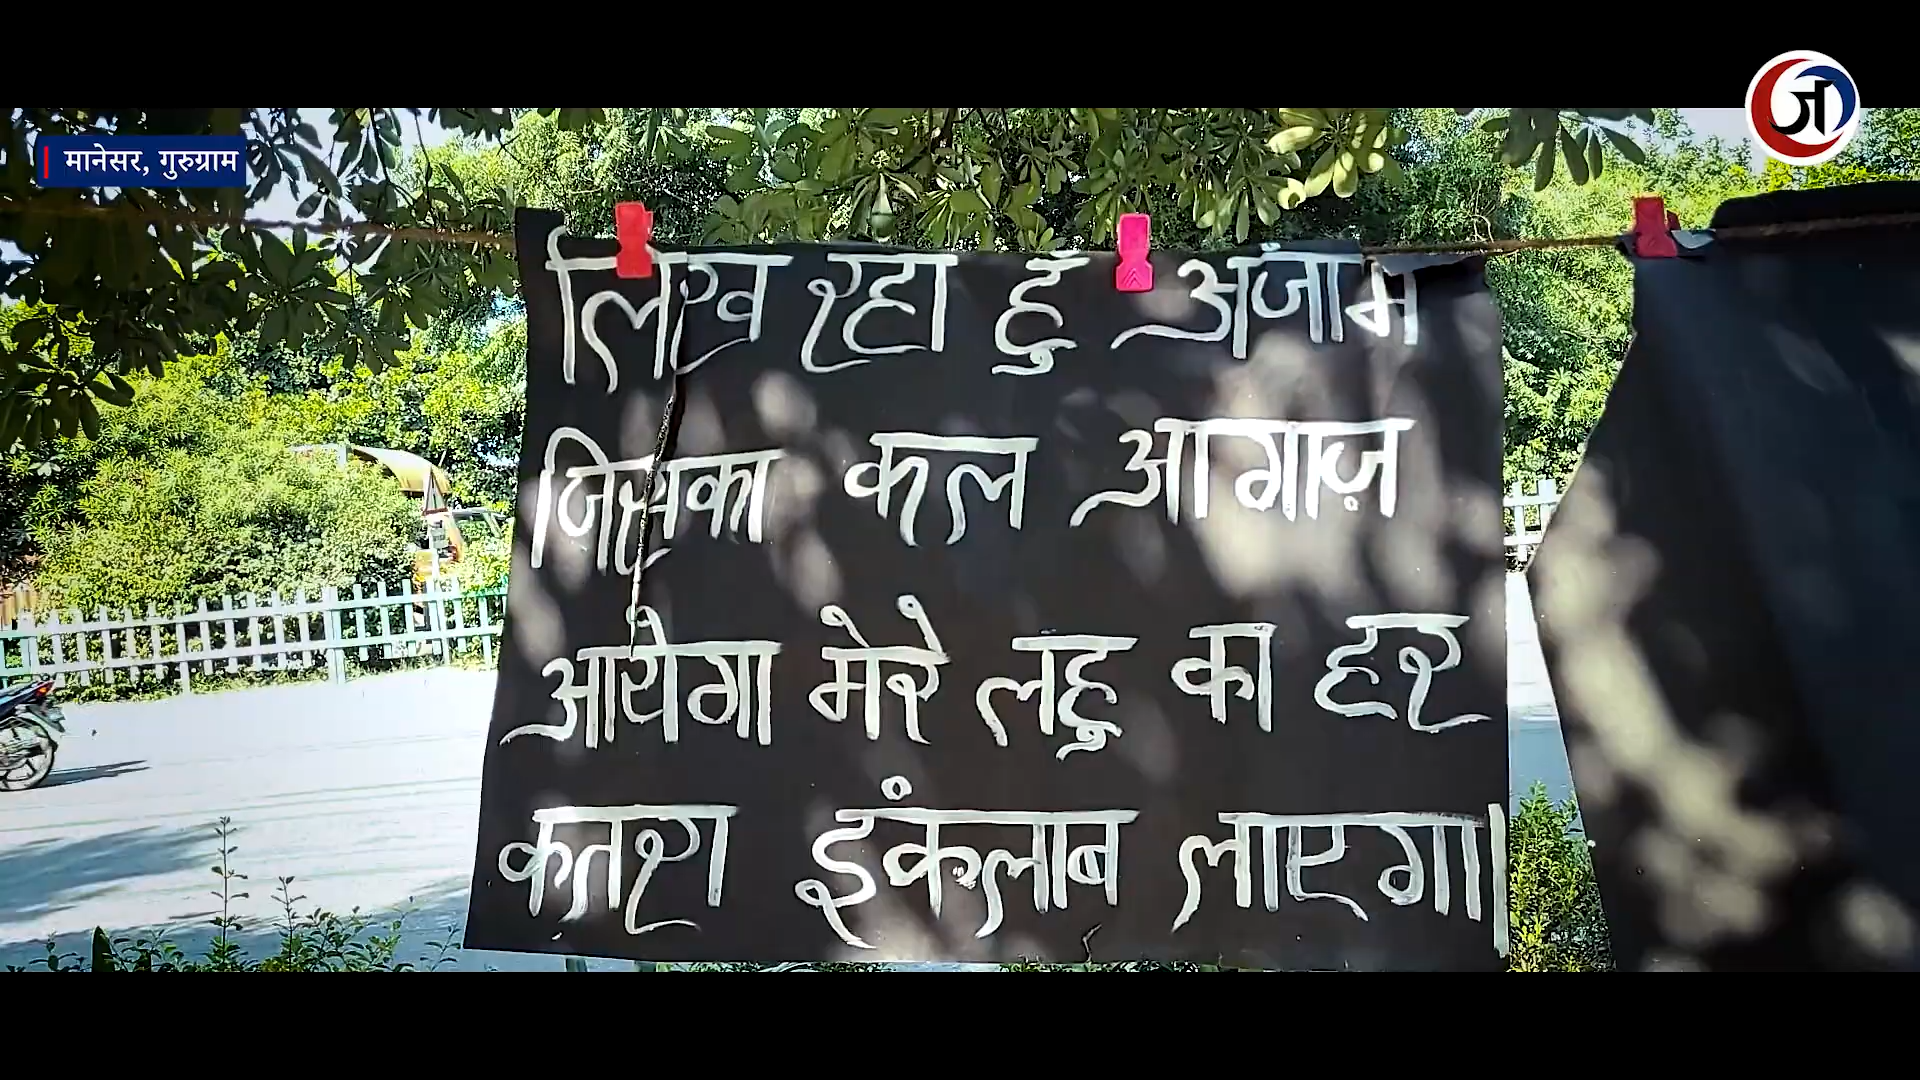 मानेसर, गुरुग्राम
ज
लिख रहा हुँ अंजाम
जिसका कल आगाज़
आयेगा मेरे लहु का हर
कतरा इंकलाब लाएगा।